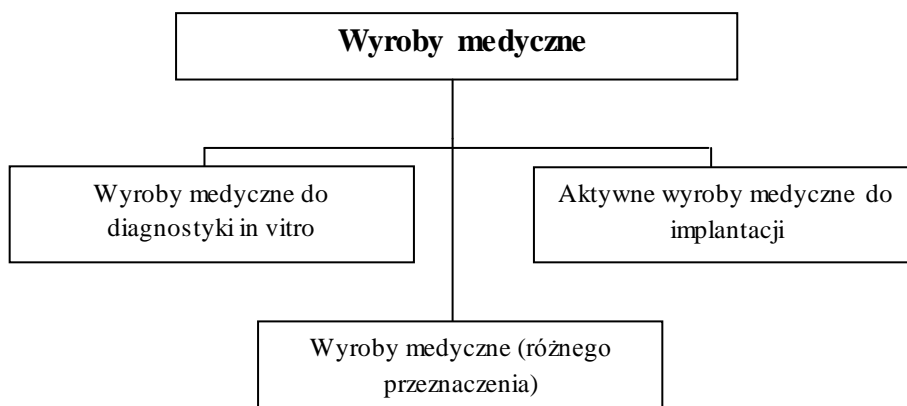 Wyroby medyczne
Wyroby medyczne do
diagnostyki in vitro
Aktywne wyroby medyczne do
implantacji
Wyroby medyczne (różnego
przeznaczenia)